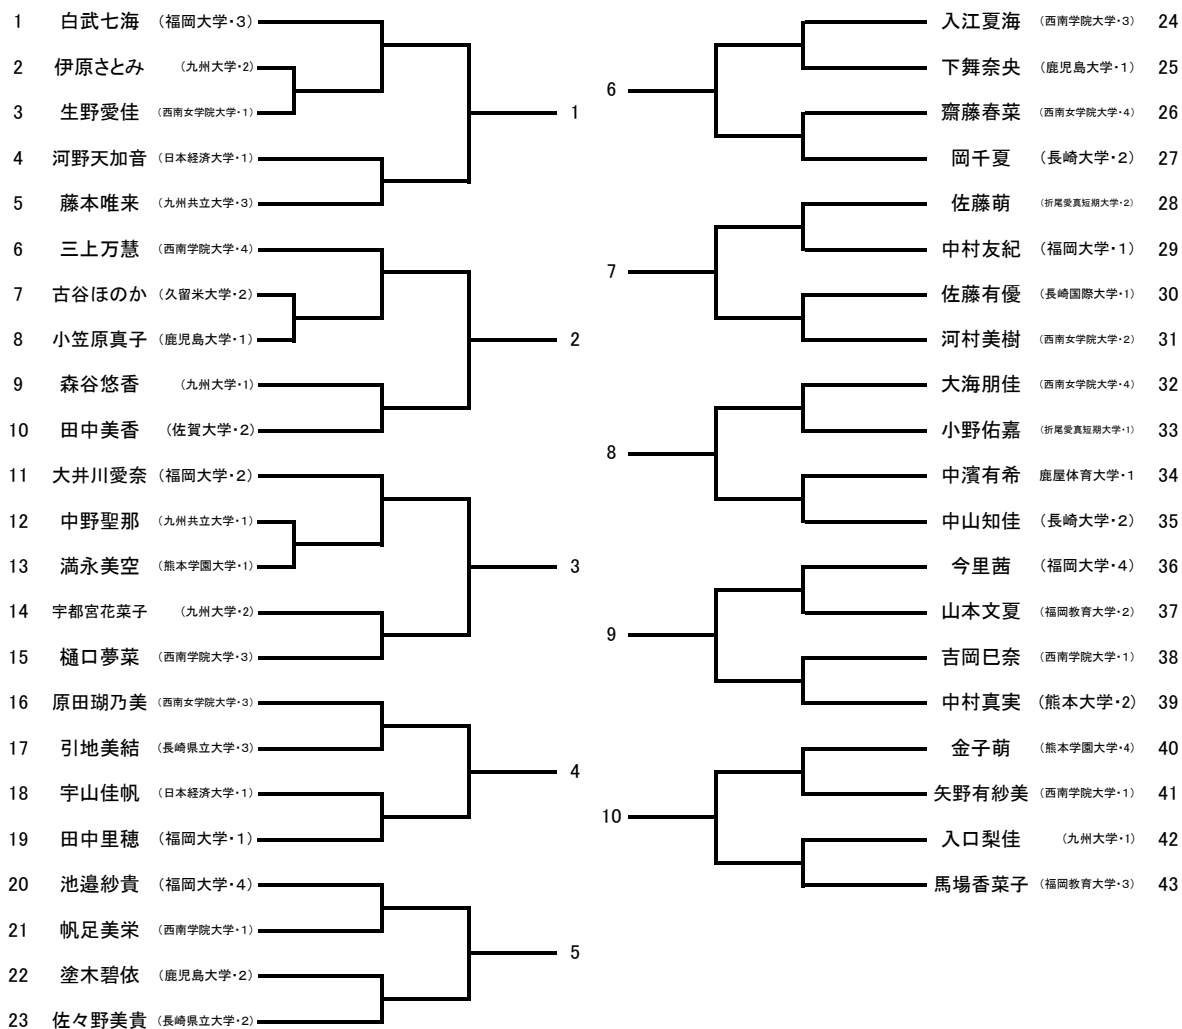 1 白武七海 (福岡大学・3)
2 伊原さとみ (九州大学・2)
3 生野愛佳 (西南女学院大学・1)
1
4 河野天加音 (日本経済大学・1)
5 藤本唯来 (九州共立大学・3)
6 三上万慧 (西南学院大学・4)
7 古谷ほのか (久留米大学・2)
8 小笠原真子 (鹿児島大学・1)
2
9 森谷悠香 (九州大学・1)
10 田中美香 (佐賀大学・2)
11 大井川愛奈 (福岡大学・2)
12 中野聖那 (九州共立大学・1)
13 満永美空 (熊本学園大学・1)
3
14 宇都宮花菜子 (九州大学・2)
15 樋口夢菜 (西南学院大学・3)
16 原田瑚乃美 (西南女学院大学・3)
17 引地美結 (長崎県立大学・3)
4
18 宇山佳帆 (日本経済大学・1)
19 田中里穂 (福岡大学・1)
20 池邉紗貴 (福岡大学・4)
21 帆足美栄 (西南学院大学・1)
5
22 塗木碧依 (鹿児島大学・2)
23 佐々野美貴 (長崎県立大学・2)
入江夏海 (西南学院大学・3) 24
下舞奈央 (鹿児島大学・1) 25
6
齋藤春菜 (西南女学院大学・4) 26
岡千夏 (長崎大学・2) 27
佐藤萌 (折尾愛真短期大学・2) 28
中村友紀 (福岡大学・1) 29
7
佐藤有優 (長崎国際大学・1) 30
河村美樹 (西南女学院大学・2) 31
大海朋佳 (西南女学院大学・4) 32
小野佑嘉 (折尾愛真短期大学・1) 33
8
中濱有希 鹿屋体育大学・1 34
中山知佳 (長崎大学・2) 35
今里茜 (福岡大学・4) 36
山本文夏 (福岡教育大学・2) 37
9
吉岡巳奈 (西南学院大学・1) 38
中村真実 (熊本大学・2) 39
金子萌 (熊本学園大学・4) 40
矢野有紗美 (西南学院大学・1) 41
10
入口梨佳 (九州大学・1) 42
馬場香菜子 (福岡教育大学・3) 43